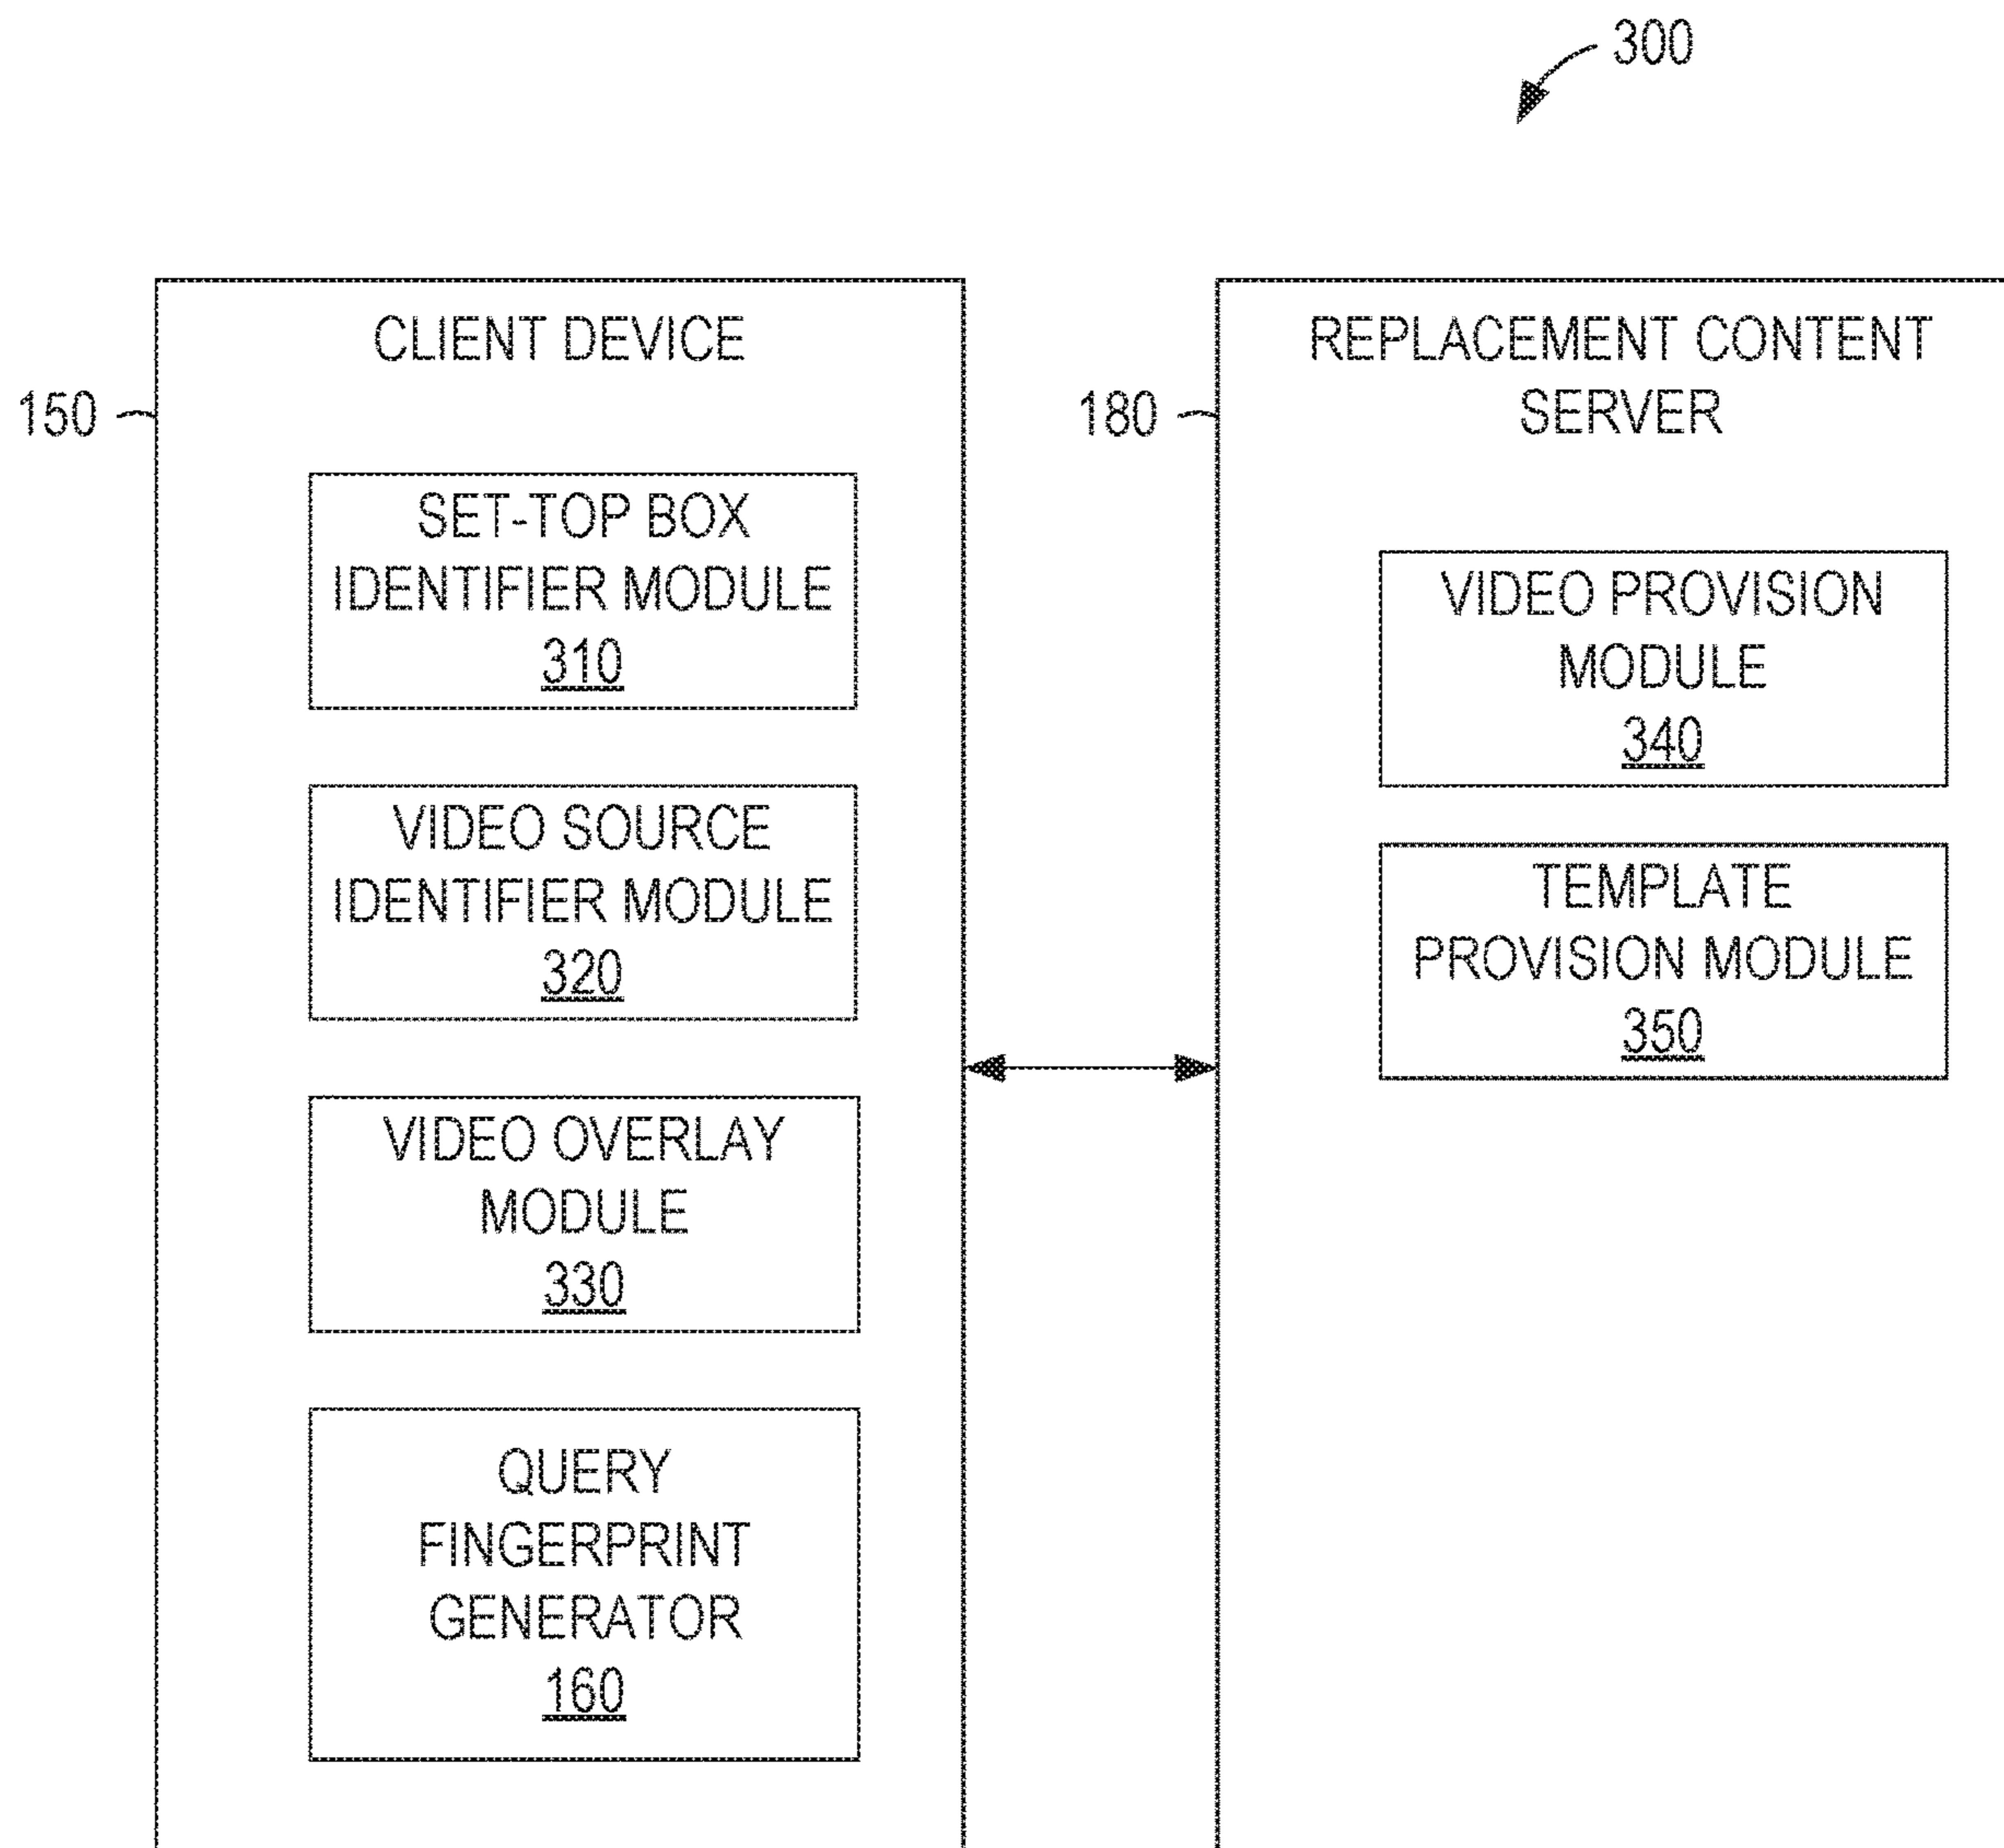 300
CLIENT DEVICE
150
SET-TOP BOX
IDENTIFIER MODULE
310
VIDEO SOURCE
IDENTIFIER MODULE
320
VIDEO OVERLAY
MODULE
330
QUERY
FINGERPRINT
GENERATOR
160
REPLACEMENT CONTENT
SERVER
180
VIDEO PROVISION
MODULE
340
TEMPLATE
PROVISION MODULE
350